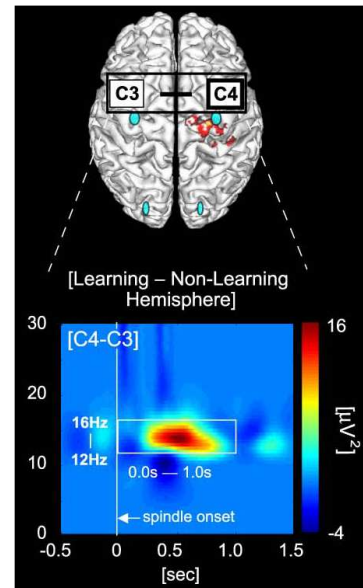 C3
C4
[Learning – Non-Learning
Hemisphere]
30
[C4-C3]
16
20
16Hz
12Hz
10
0.0s — 1.0s
[µV²]
spindle onset
0
-4
-0.5
0
0.5
1.0
1.5
[sec]